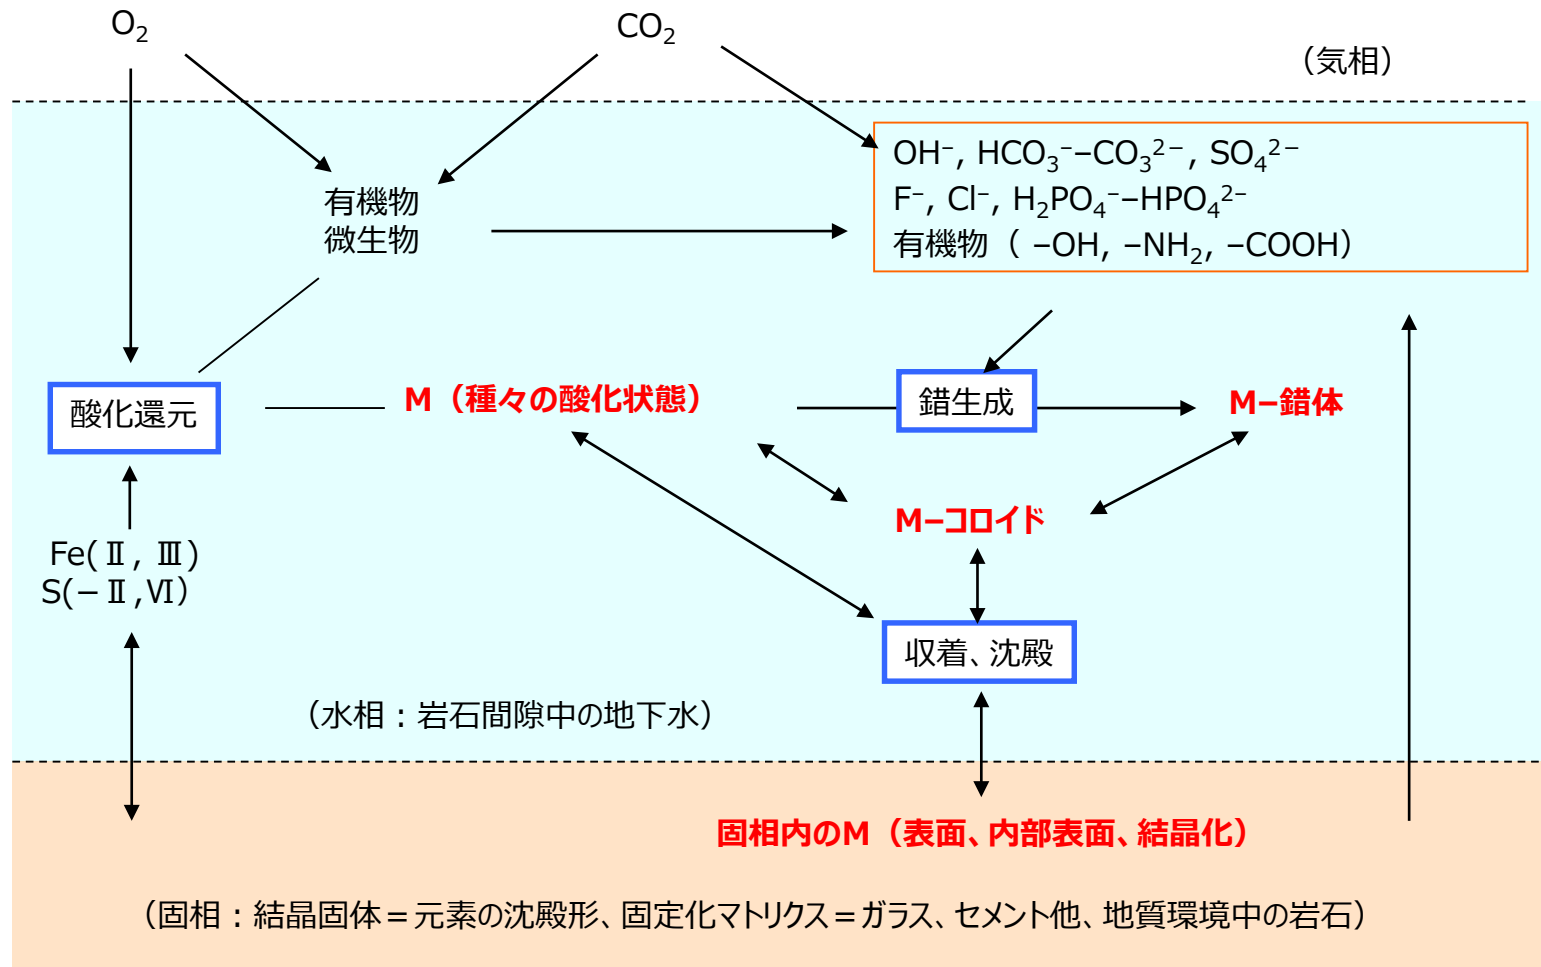 O₂
CO₂
（気相）
OH⁻, HCO₃⁻–CO₃²⁻, SO₄²⁻
F⁻, Cl⁻, H₂PO₄⁻–HPO₄²⁻
有機物（ –OH, –NH₂, –COOH）
有機物
微生物
酸化還元
M（種々の酸化状態）
錯生成
M–錯体
M–コロイド
Fe(Ⅱ, Ⅲ)
S(－Ⅱ,Ⅵ）
収着、沈殿
（水相：岩石間隙中の地下水）
固相内のM（表面、内部表面、結晶化）
（固相：結晶固体＝元素の沈殿形、固定化マトリクス＝ガラス、セメント他、地質環境中の岩石）